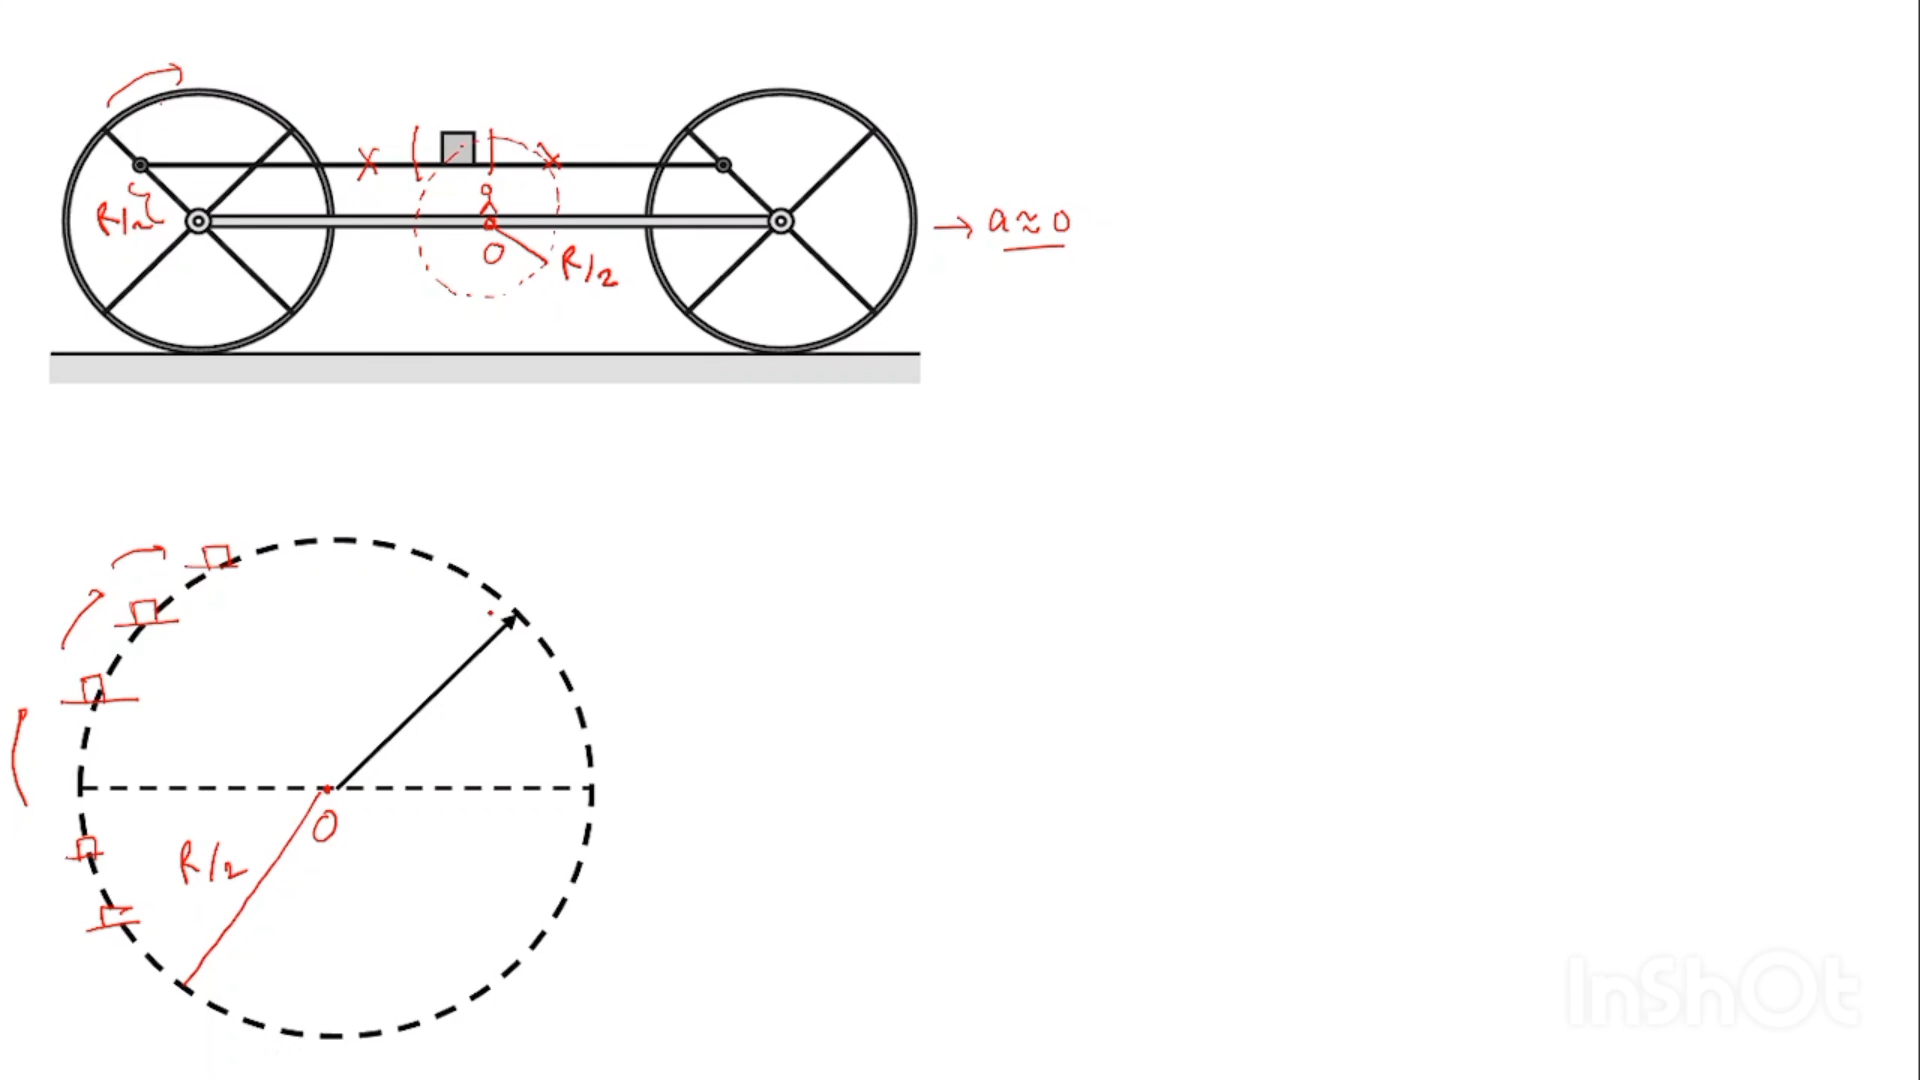 R/2
O
R/2
→ a ≈ 0
O
R/2
InShOt